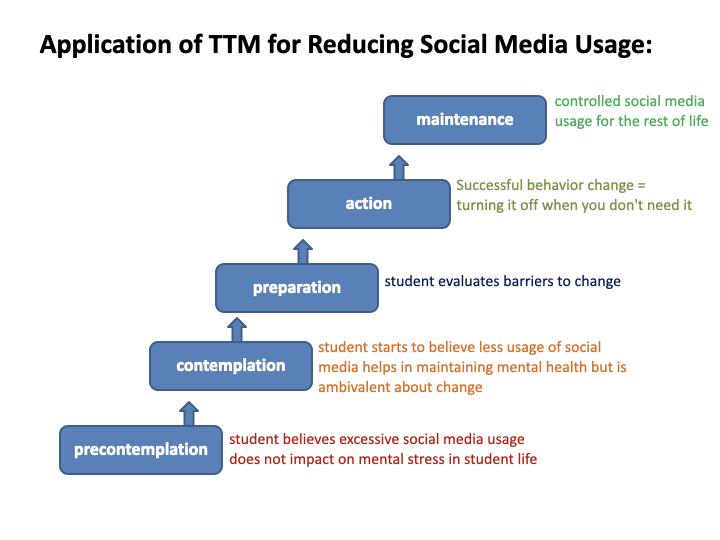 Application of TTM for Reducing Social Media Usage:
maintenance
controlled social media
usage for the rest of life
action
Successful behavior change =
turning it off when you don't need it
preparation
student evaluates barriers to change
contemplation
student starts to believe less usage of social
media helps in maintaining mental health but is
ambivalent about change
precontemplation
student believes excessive social media usage
does not impact on mental stress in student life